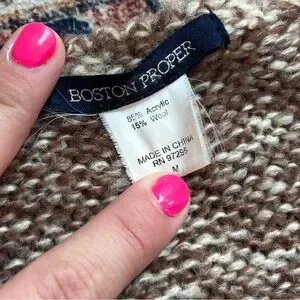 BOSTON PROPER
85% Acrylic
15% Wool
MADE IN CHINA
RN 97285
M